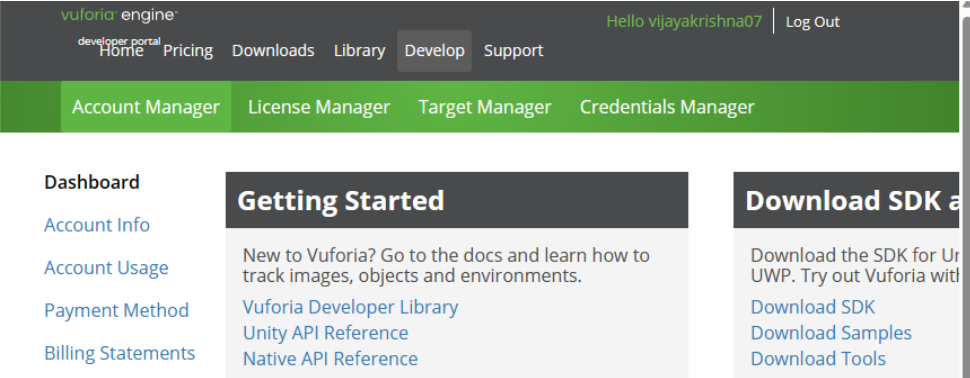 vuforia engine
developer portal
Hello vijayakrishna07 Log Out
Home Pricing Downloads Library Develop Support
Account Manager License Manager Target Manager Credentials Manager
Dashboard
Account Info
Account Usage
Payment Method
Billing Statements
Getting Started
New to Vuforia? Go to the docs and learn how to
track images, objects and environments.
Vuforia Developer Library
Unity API Reference
Native API Reference
Download SDK a
Download the SDK for Un
UWP. Try out Vuforia with
Download SDK
Download Samples
Download Tools